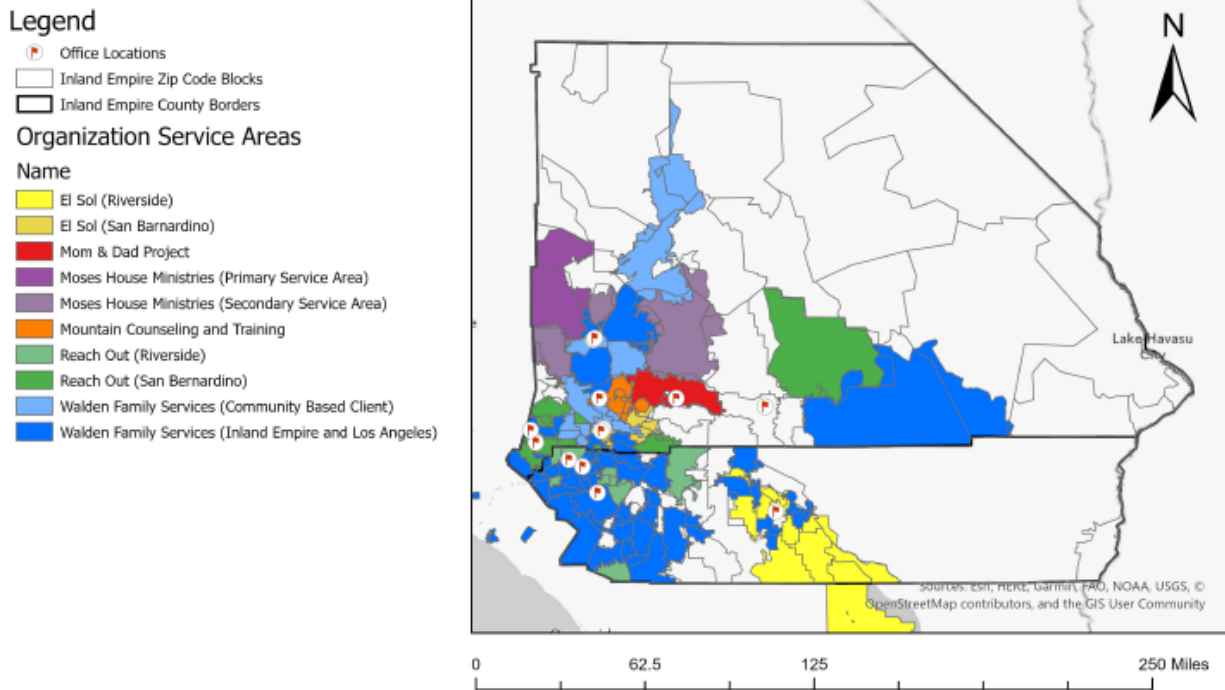 Legend
Office Locations
Inland Empire Zip Code Blocks
Inland Empire County Borders
Organization Service Areas
Name
El Sol (Riverside)
El Sol (San Barnardino)
Mom & Dad Project
Moses House Ministries (Primary Service Area)
Moses House Ministries (Secondary Service Area)
Mountain Counseling and Training
Reach Out (Riverside)
Reach Out (San Bernardino)
Walden Family Services (Community Based Client)
Walden Family Services (Inland Empire and Los Angeles)
N
Lake Havasu
City
Sources: Esri, HERE, Garmin, FAO, NOAA, USGS, ©
OpenStreetMap contributors, and the GIS User Community
0 62.5 125 250 Miles